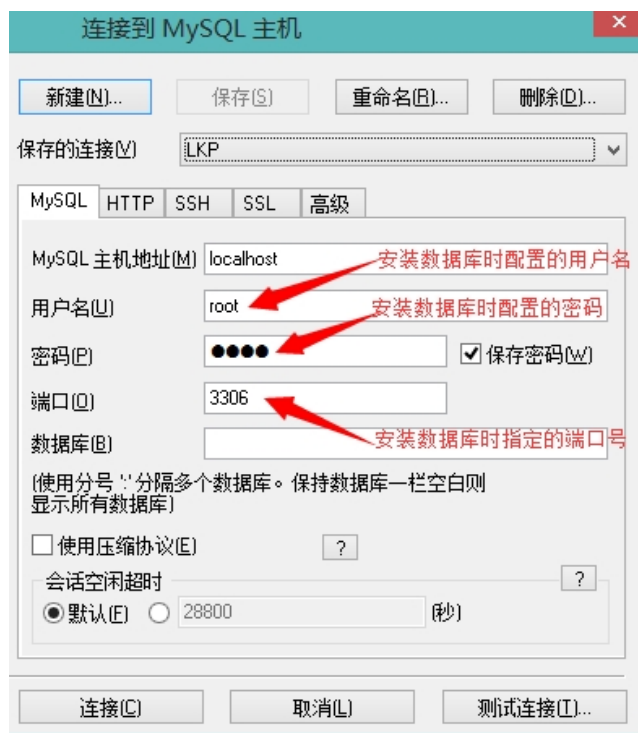 连接到 MySQL 主机
新建(N)... 保存(S) 重命名(R)... 删除(D)...
保存的连接(V) LKP
MySQL HTTP SSH SSL 高级
MySQL 主机地址(M) localhost 安装数据库时配置的用户名
用户名(U) root 安装数据库时配置的密码
密码(P) ●●●● 保存密码(W)
端口(O) 3306
数据库(B) 安装数据库时指定的端口号
(使用分号 ';' 分隔多个数据库。保持数据库一栏空白则
显示所有数据库)
使用压缩协议(E) ?
会话空闲超时 ?
默认(F) 28800 (秒)
连接(C) 取消(L) 测试连接(T)...